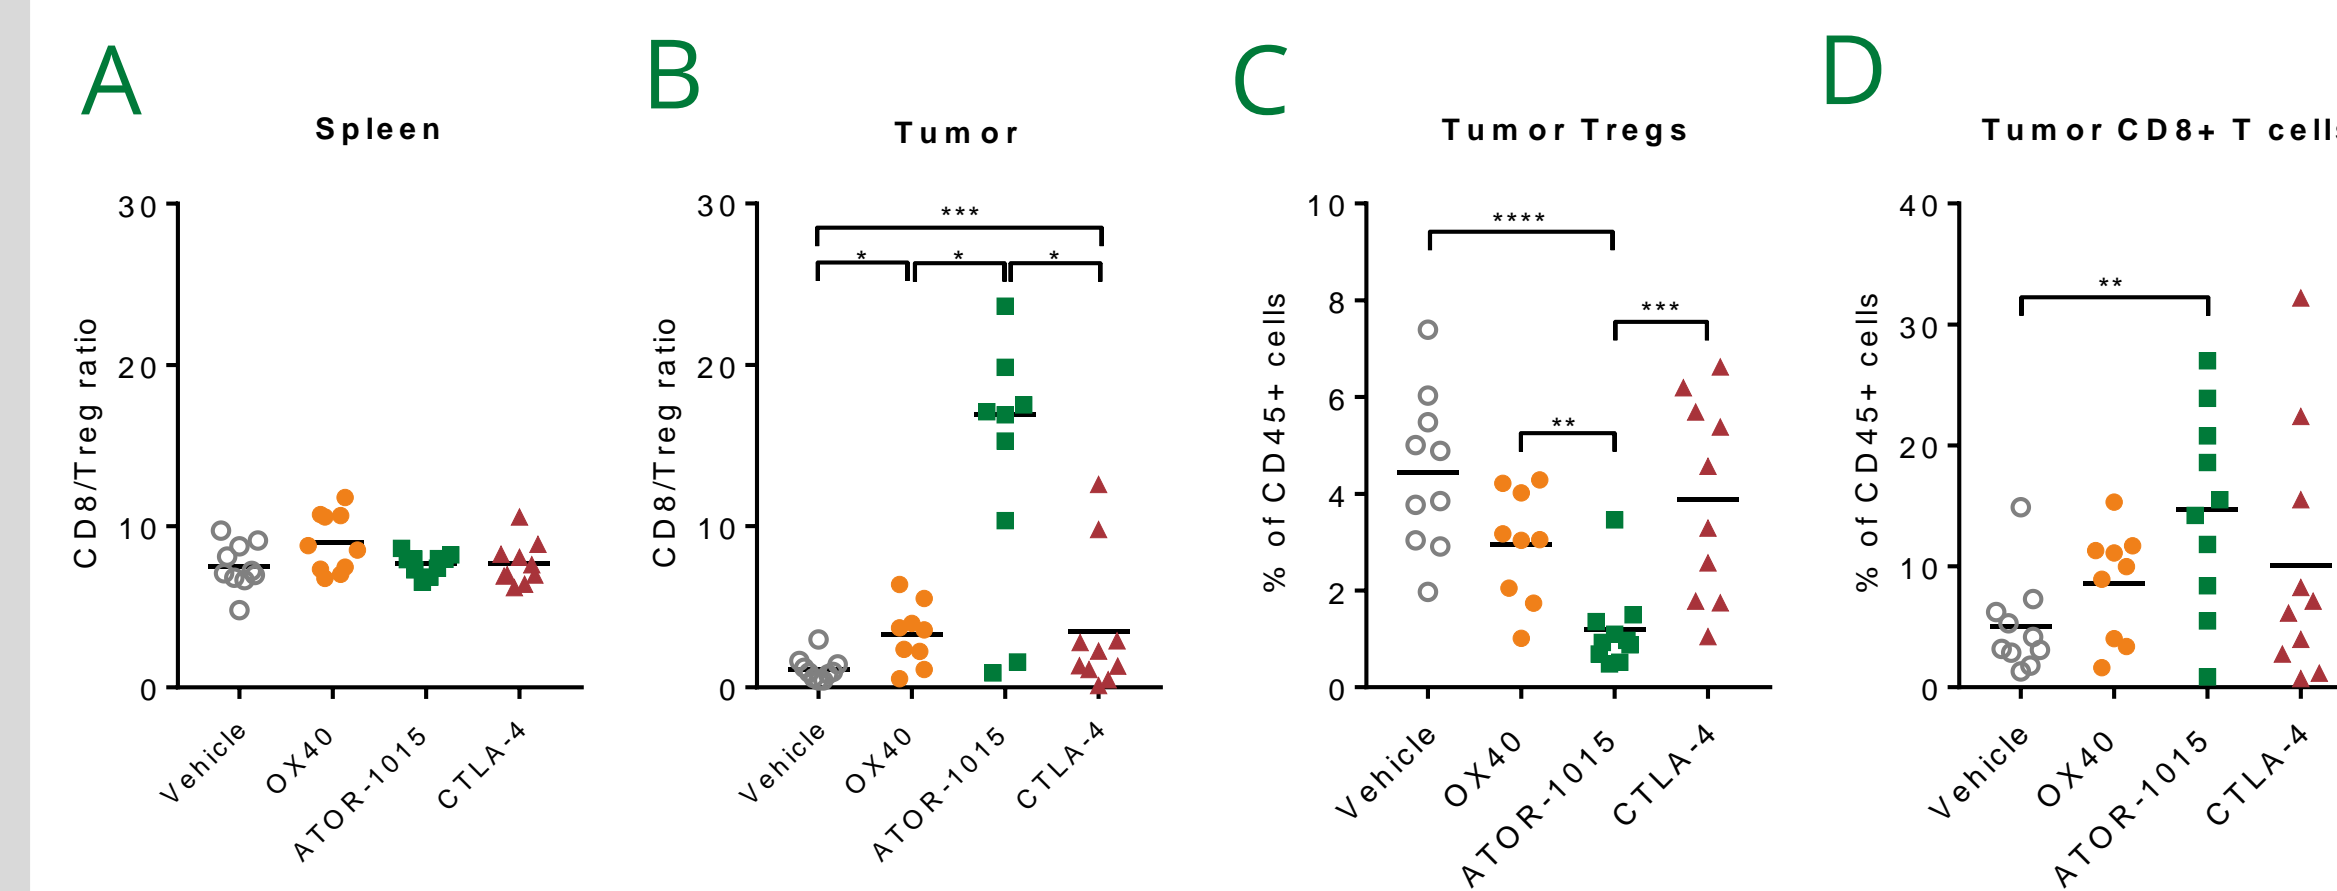 A
Spleen
CD8/Treg ratio
30
20
10
0
Vehicle
OX40
ATOR-1015
CTLA-4
B
Tumor
CD8/Treg ratio
30
20
10
0
***
*
*
*
Vehicle
OX40
ATOR-1015
CTLA-4
C
Tumor Tregs
% of CD45+ cells
10
8
6
4
2
0
****
***
**
Vehicle
OX40
ATOR-1015
CTLA-4
D
Tumor CD8+ T cells
% of CD45+ cells
40
30
20
10
0
**
Vehicle
OX40
ATOR-1015
CTLA-4